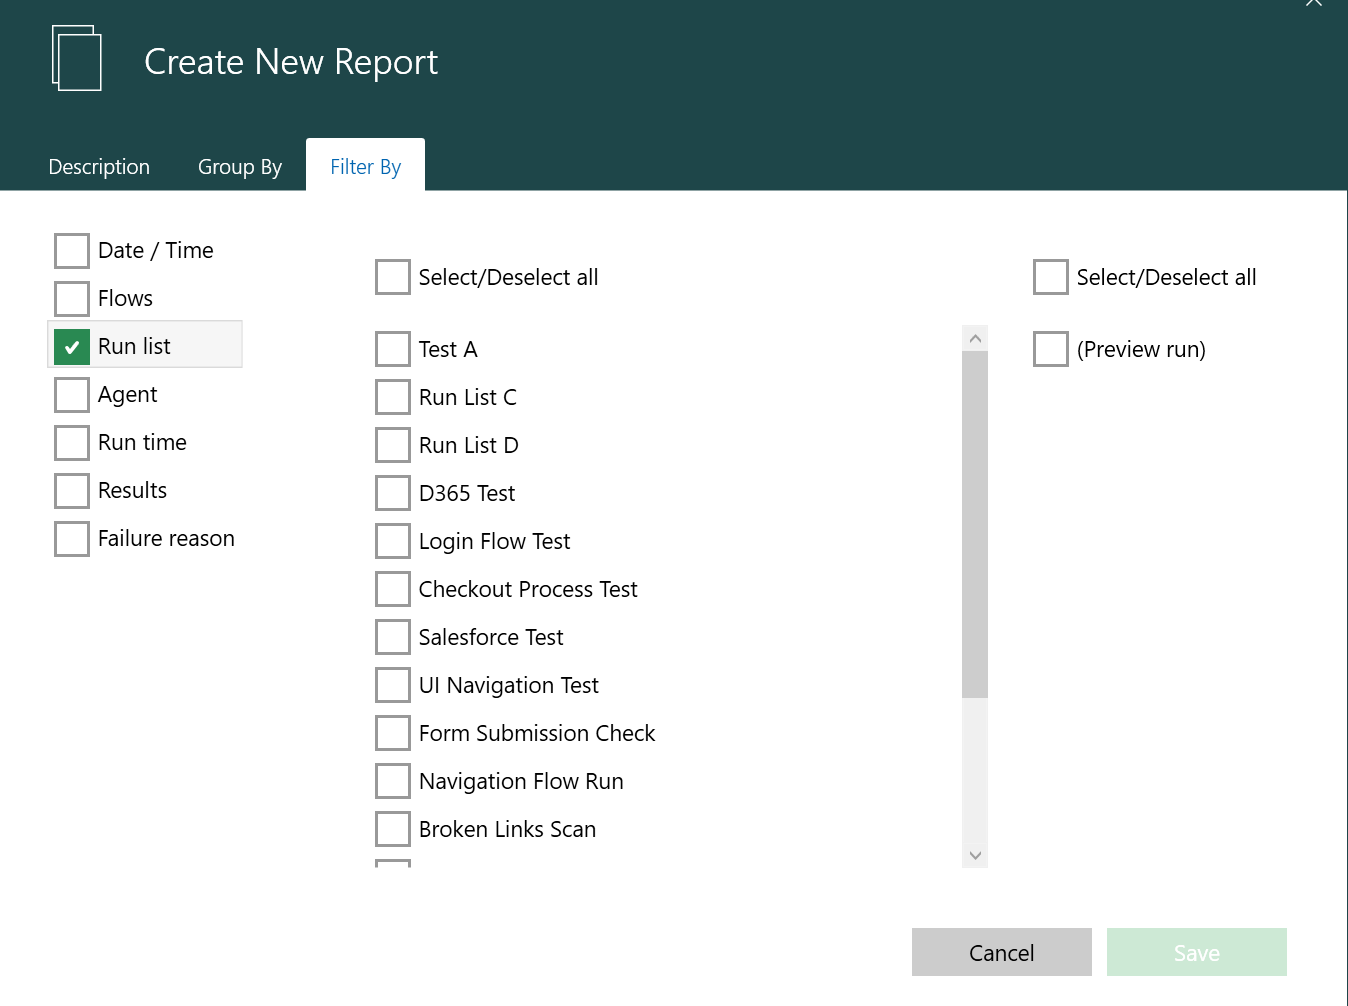 Create New Report
Description
Group By
Filter By
Date / Time
Flows
Run list
Agent
Run time
Results
Failure reason
Select/Deselect all
Test A
Run List C
Run List D
D365 Test
Login Flow Test
Checkout Process Test
Salesforce Test
UI Navigation Test
Form Submission Check
Navigation Flow Run
Broken Links Scan
Select/Deselect all
(Preview run)
Cancel
Save